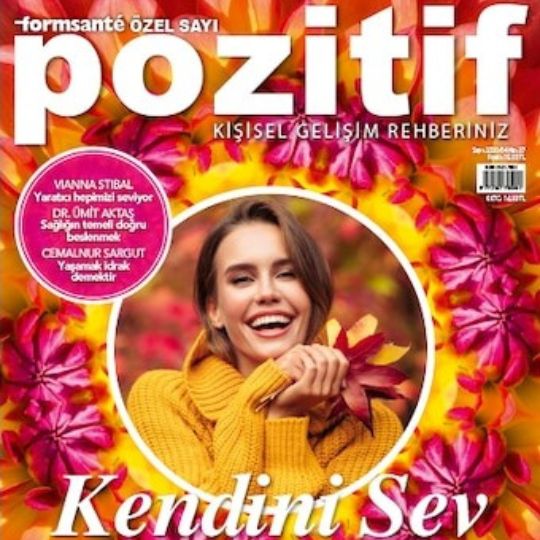 formsanté ÖZEL SAYI
pozitif
KİŞİSEL GELİŞİM REHBERİNİZ
VIANNA STIBAL
Yaratıcı hepimizi seviyor
DR. ÜMİT AKTAŞ
Sağlığın temeli doğru
beslenmek
CEMALNUR SARGUT
Yaşamak idrak
demektir
Kendini Sev